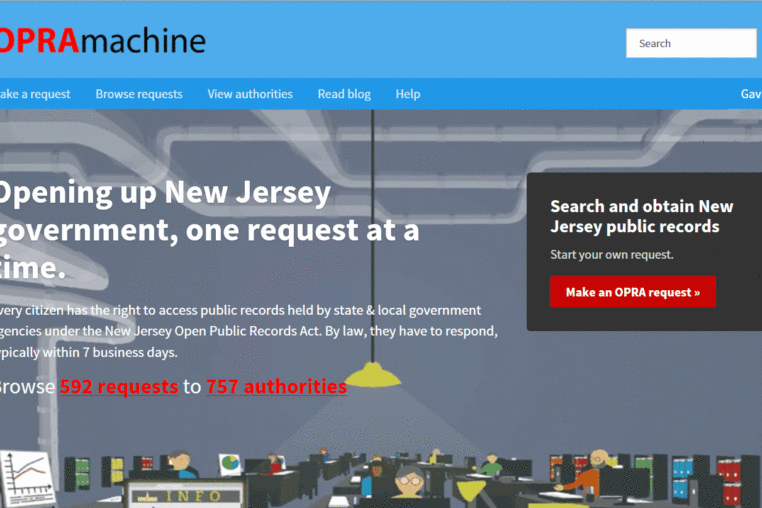 OPRAmachine
Search
ake a request Browse requests View authorities Read blog Help Gav
Opening up New Jersey
government, one request at a
time.
very citizen has the right to access public records held by state & local government
gencies under the New Jersey Open Public Records Act. By law, they have to respond,
ypically within 7 business days.
Browse 592 requests to 757 authorities
Search and obtain New
Jersey public records
Start your own request.
Make an OPRA request »
INFO